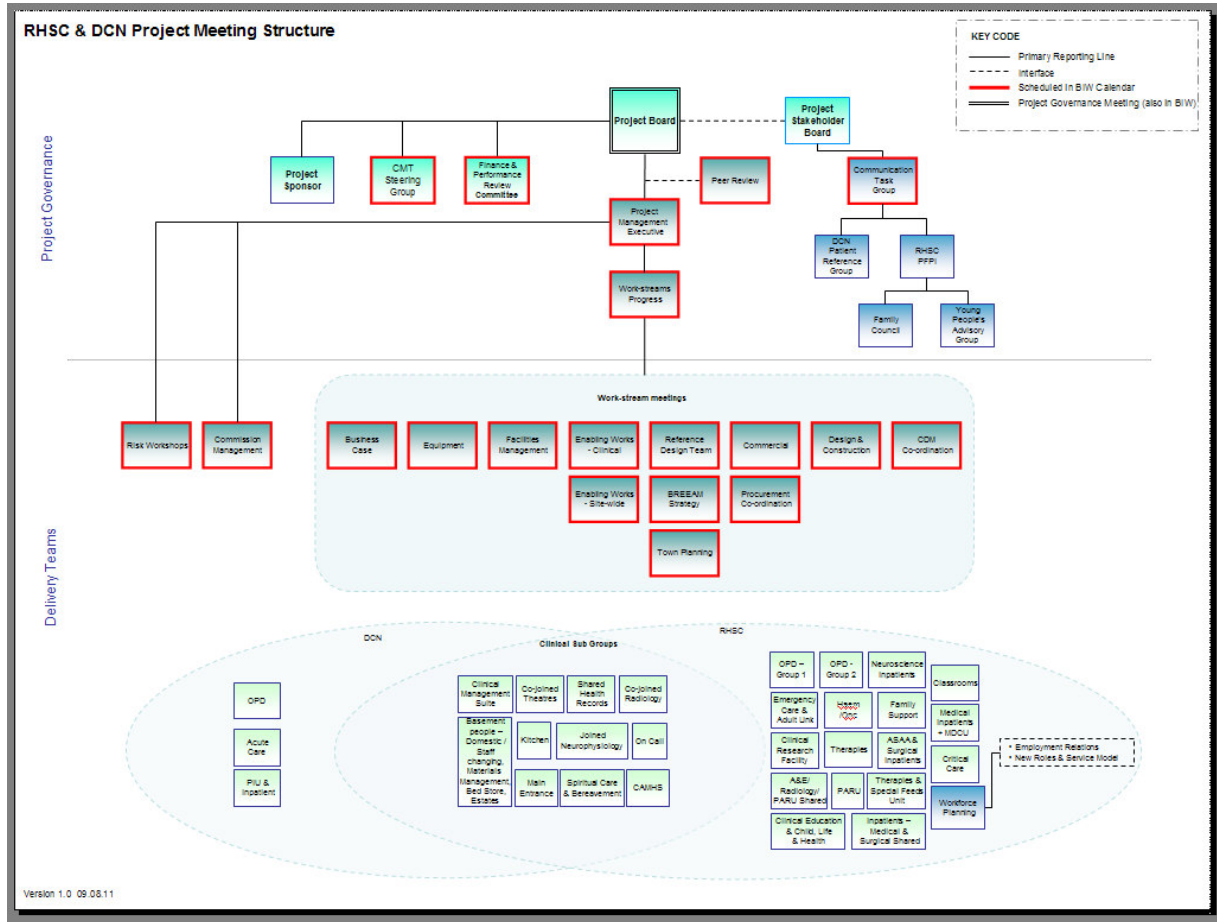 RHSC & DCN Project Meeting Structure
KEY CODE
Primary Reporting Line
Interface
Scheduled in BIW Calendar
Project Governance Meeting (also in BIW)
Project Governance
Project Board
Project
Stakeholder
Board
Project
Sponsor
CMT
Steering
Group
Finance &
Performance
Review
Committee
Peer Review
Communication
Task
Group
Project
Management
Executive
DCN
Patient
Reference
Group
RHSC
PFPI
Work-streams
Progress
Family
Council
Young
People's
Advisory
Group
Delivery Teams
Work-stream meetings
Risk Workshops
Commission
Management
Business
Case
Equipment
Facilities
Management
Enabling Works
- Clinical
Reference
Design Team
Commercial
Design &
Construction
CDM
Co-ordination
Enabling Works
- Site-wide
BREEAM
Strategy
Procurement
Co-ordination
Town Planning
DCN
Clinical Sub Groups
RHSC
OPD
Acute
Care
PIU &
Inpatient
Clinical
Management
Suite
Co-joined
Theatres
Shared
Health
Records
Co-joined
Radiology
Basement
people –
Domestic /
Staff
changing,
Materials
Management,
Bed Store,
Estates
Kitchen
Joined
Neurophysiology
On Call
Main
Entrance
Spiritual Care
& Bereavement
CAMHS
OPD –
Group 1
OPD -
Group 2
Neuroscience
Inpatients
Classrooms
Emergency
Care &
Adult Link
Haem
/Onc
Family
Support
Medical
Inpatients
+ MDCU
Clinical
Research
Facility
Therapies
ASAA &
Surgical
Inpatients
Critical
Care
A&E/
Radiology/
PARU Shared
PARU
Therapies &
Special Feeds
Unit
Workforce
Planning
Clinical Education
& Child, Life
& Health
Inpatients –
Medical &
Surgical Shared
• Employment Relations
• New Roles & Service Model
Version 1.0 09.08.11